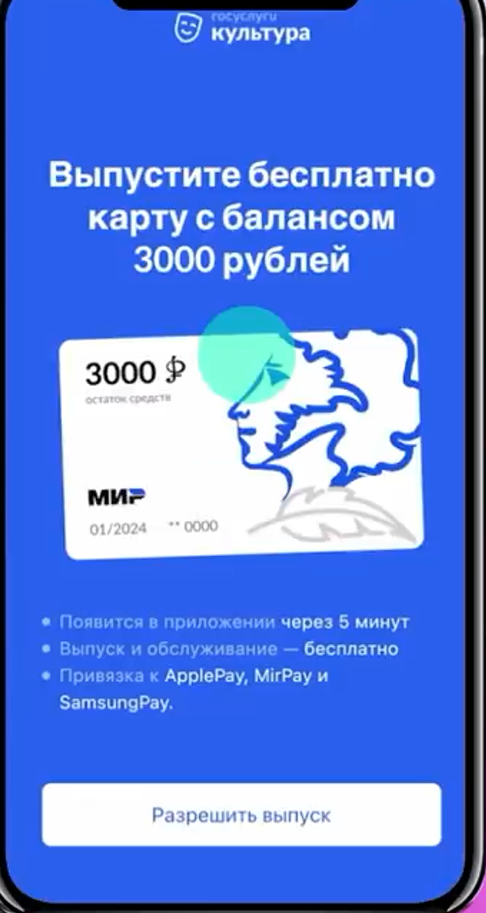 госуслуги
культура
Выпустите бесплатно
карту с балансом
3000 рублей
3000 ₽
остаток средств
МИР
01/2024 ** 0000
• Появится в приложении через 5 минут
• Выпуск и обслуживание — бесплатно
• Привязка к ApplePay, MirPay и
SamsungPay.
Разрешить выпуск